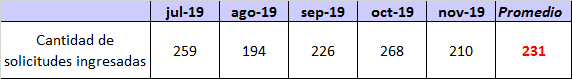 jul-19 ago-19 sep-19 oct-19 nov-19 Promedio
Cantidad de
solicitudes ingresadas 259 194 226 268 210 231